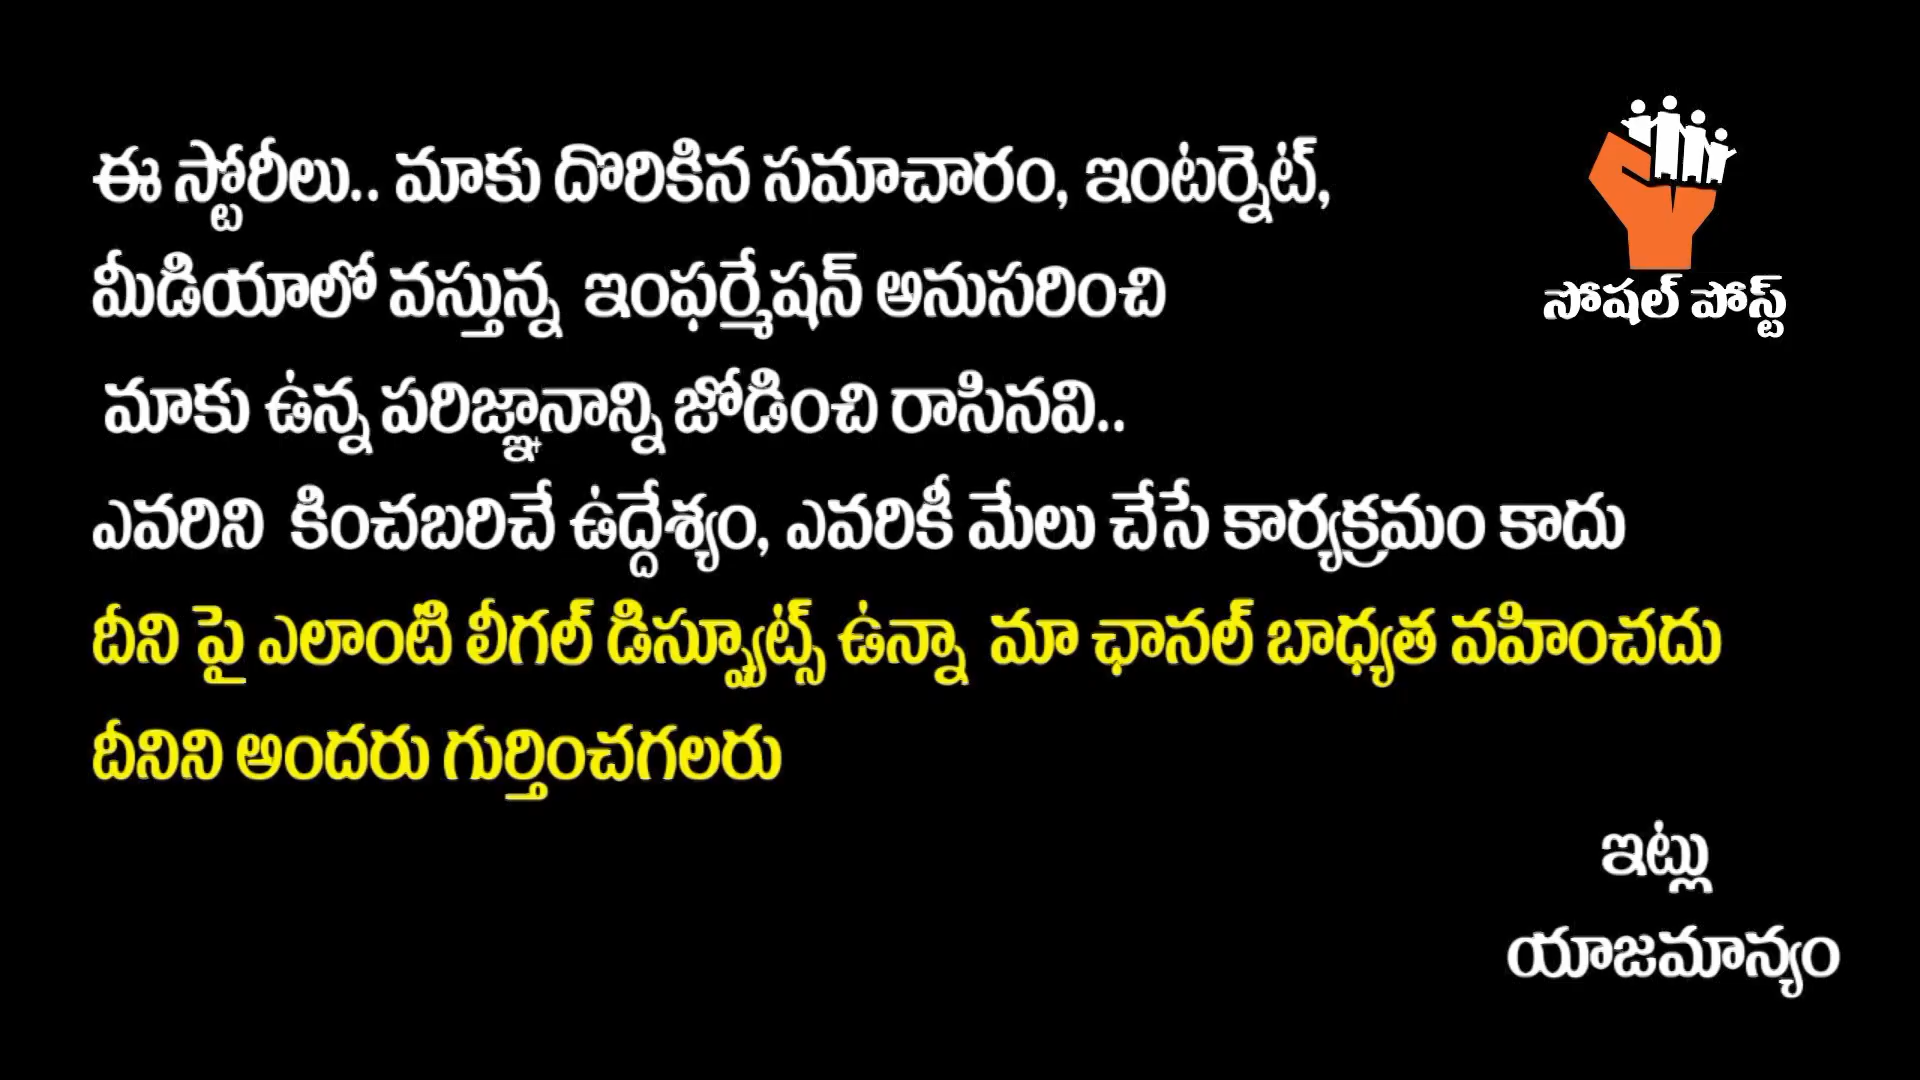 ఈ స్టోరీలు.. మాకు దొరికిన సమాచారం, ఇంటర్నెట్,
మీడియాలో వస్తున్న ఇంఫర్మేషన్ అనుసరించి
మాకు ఉన్న పరిజ్ఞానాన్ని జోడించి రాసినవి..
ఎవరిని కించబరిచే ఉద్దేశ్యం, ఎవరికీ మేలు చేసే కార్యక్రమం కాదు
దీని పై ఎలాంటి లీగల్ డిస్ప్యూట్స్ ఉన్నా మా ఛానల్ బాధ్యత వహించదు
దీనిని అందరు గుర్తించగలరు
ఇట్లు
యాజమాన్యం
సోషల్ పోస్ట్